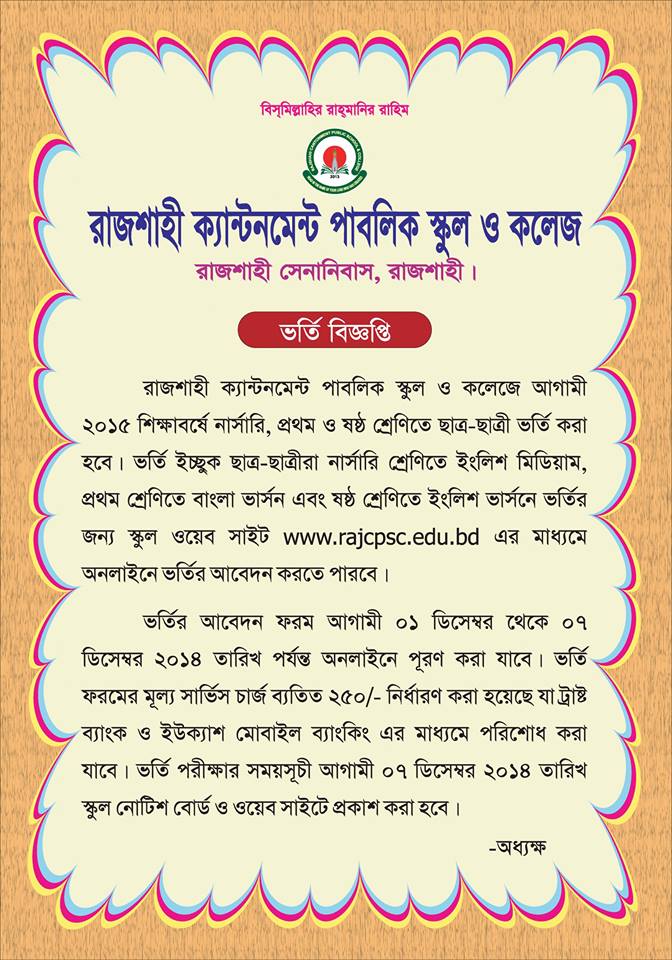 বিস্‌মিল্লাহির রাহ্‌মানির রাহিম
রাজশাহী ক্যান্টনমেন্ট পাবলিক স্কুল ও কলেজ
রাজশাহী সেনানিবাস, রাজশাহী।
ভর্তি বিজ্ঞপ্তি
রাজশাহী ক্যান্টনমেন্ট পাবলিক স্কুল ও কলেজে আগামী
২০১৫ শিক্ষাবর্ষে নার্সারি, প্রথম ও ষষ্ঠ শ্রেণিতে ছাত্র-ছাত্রী ভর্তি করা
হবে। ভর্তি ইচ্ছুক ছাত্র-ছাত্রীরা নার্সারি শ্রেণিতে ইংলিশ মিডিয়াম,
প্রথম শ্রেণিতে বাংলা ভার্সন এবং ষষ্ঠ শ্রেণিতে ইংলিশ ভার্সনে ভর্তির
জন্য স্কুল ওয়েব সাইট www.rajcpsc.edu.bd এর মাধ্যমে
অনলাইনে ভর্তির আবেদন করতে পারবে।
ভর্তির আবেদন ফরম আগামী ০১ ডিসেম্বর থেকে ০৭
ডিসেম্বর ২০১৪ তারিখ পর্যন্ত অনলাইনে পূরণ করা যাবে। ভর্তি
ফরমের মূল্য সার্ভিস চার্জ ব্যতিত ২৫০/- নির্ধারণ করা হয়েছে যা ট্রাষ্ট
ব্যাংক ও ইউক্যাশ মোবাইল ব্যাংকিং এর মাধ্যমে পরিশোধ করা
যাবে। ভর্তি পরীক্ষার সময়সূচী আগামী ০৭ ডিসেম্বর ২০১৪ তারিখ
স্কুল নোটিশ বোর্ড ও ওয়েব সাইটে প্রকাশ করা হবে।
-অধ্যক্ষ